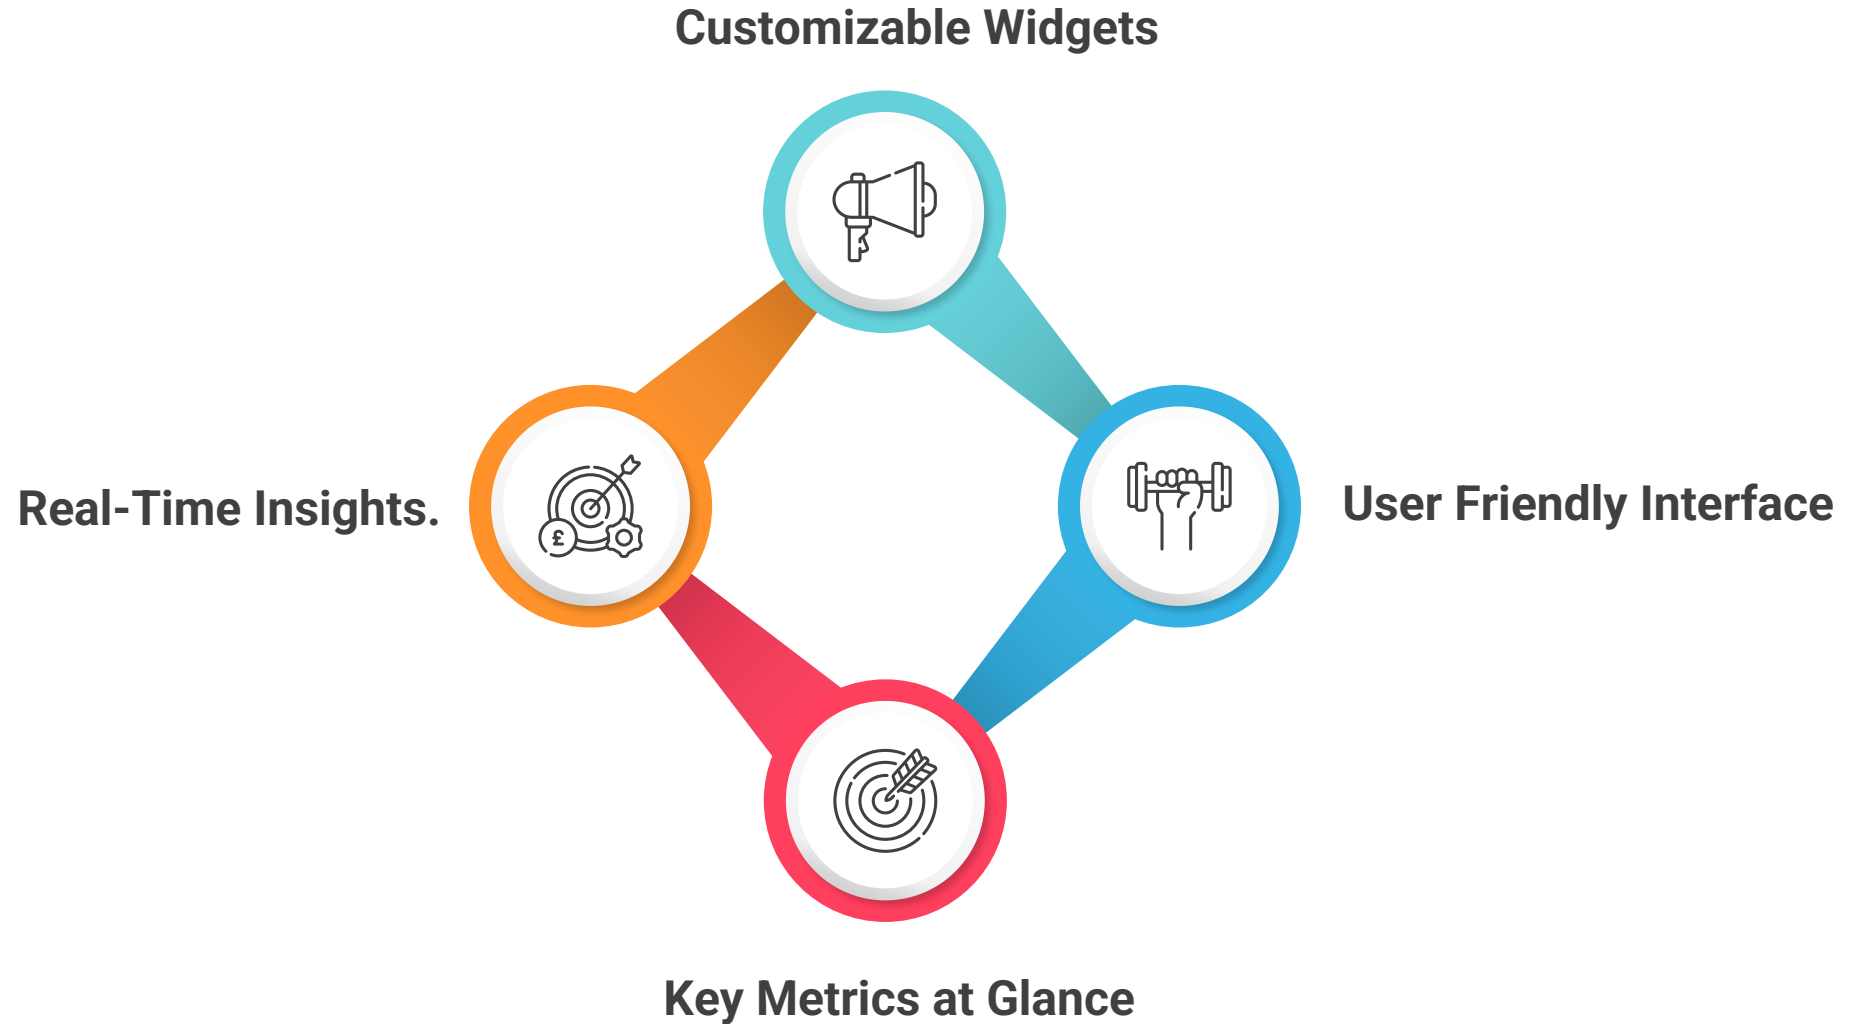 Customizable Widgets
Real-Time Insights.
£
User Friendly Interface
Key Metrics at Glance